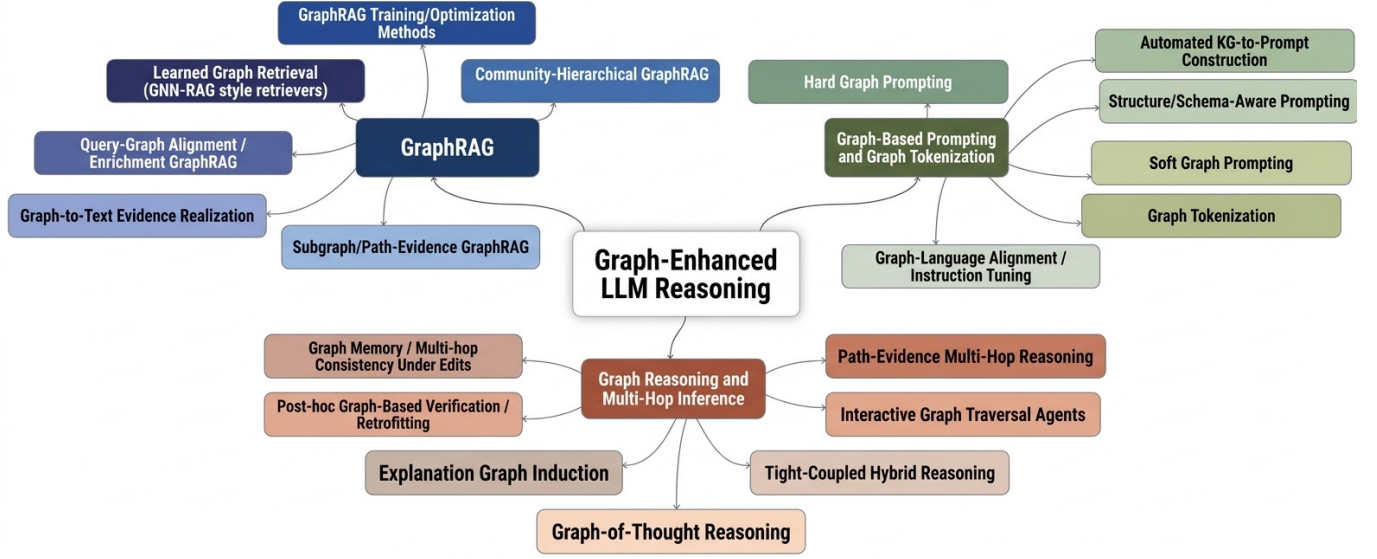 GraphRAG Training/Optimization
Methods
Learned Graph Retrieval
(GNN-RAG style retrievers)
Community-Hierarchical GraphRAG
Query-Graph Alignment /
Enrichment GraphRAG
GraphRAG
Graph-to-Text Evidence Realization
Subgraph/Path-Evidence GraphRAG
Hard Graph Prompting
Automated KG-to-Prompt
Construction
Structure/Schema-Aware Prompting
Graph-Based Prompting
and Graph Tokenization
Soft Graph Prompting
Graph Tokenization
Graph-Language Alignment /
Instruction Tuning
Graph-Enhanced
LLM Reasoning
Graph Memory / Multi-hop
Consistency Under Edits
Post-hoc Graph-Based Verification /
Retrofitting
Graph Reasoning and
Multi-Hop Inference
Path-Evidence Multi-Hop Reasoning
Interactive Graph Traversal Agents
Explanation Graph Induction
Tight-Coupled Hybrid Reasoning
Graph-of-Thought Reasoning